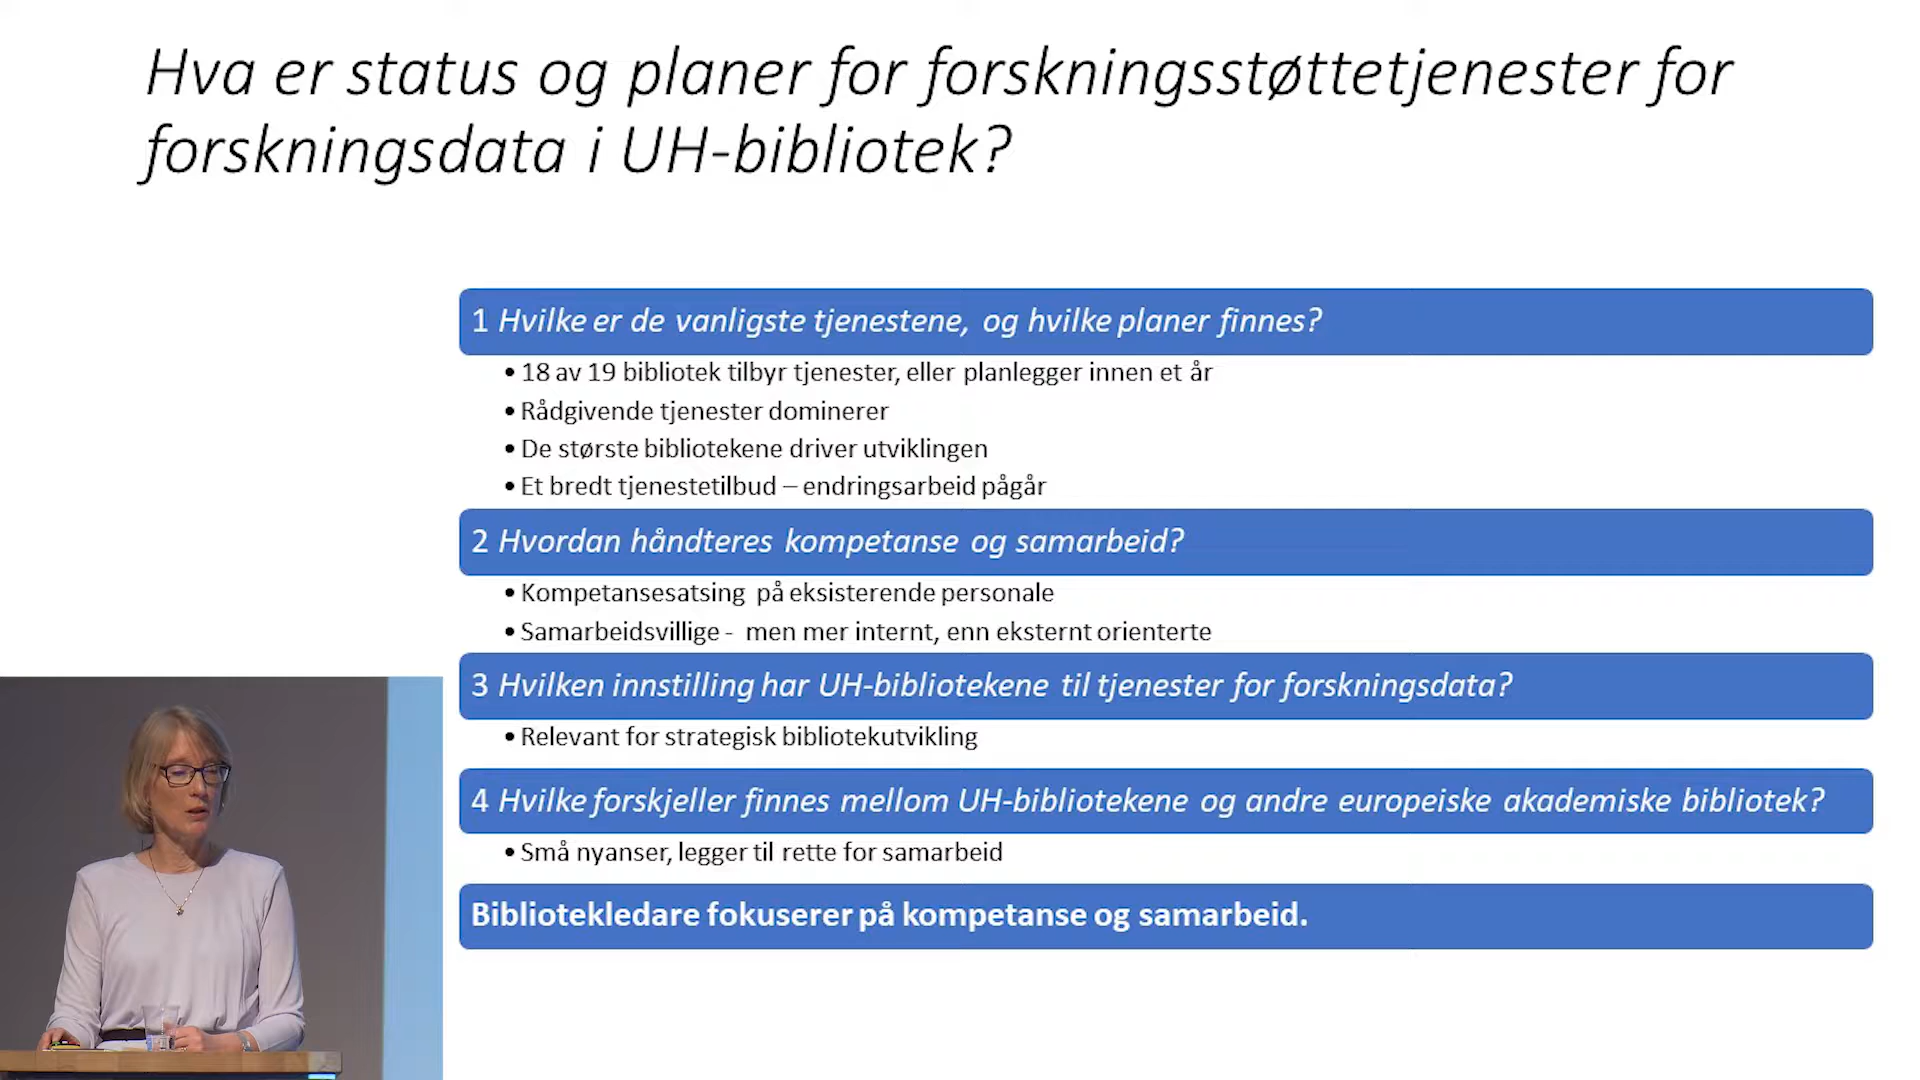 Hva er status og planer for forskningsstøttetjenester for
forskningsdata i UH-bibliotek?
1 Hvilke er de vanligste tjenestene, og hvilke planer finnes?
• 18 av 19 bibliotek tilbyr tjenester, eller planlegger innen et år
• Rådgivende tjenester dominerer
• De største bibliotekene driver utviklingen
• Et bredt tjenestetilbud – endringsarbeid pågår
2 Hvordan håndteres kompetanse og samarbeid?
• Kompetansesatsing på eksisterende personale
• Samarbeidsvillige - men mer internt, enn eksternt orienterte
3 Hvilken innstilling har UH-bibliotekene til tjenester for forskningsdata?
• Relevant for strategisk bibliotekutvikling
4 Hvilke forskjeller finnes mellom UH-bibliotekene og andre europeiske akademiske bibliotek?
• Små nyanser, legger til rette for samarbeid
Bibliotekledare fokuserer på kompetanse og samarbeid.